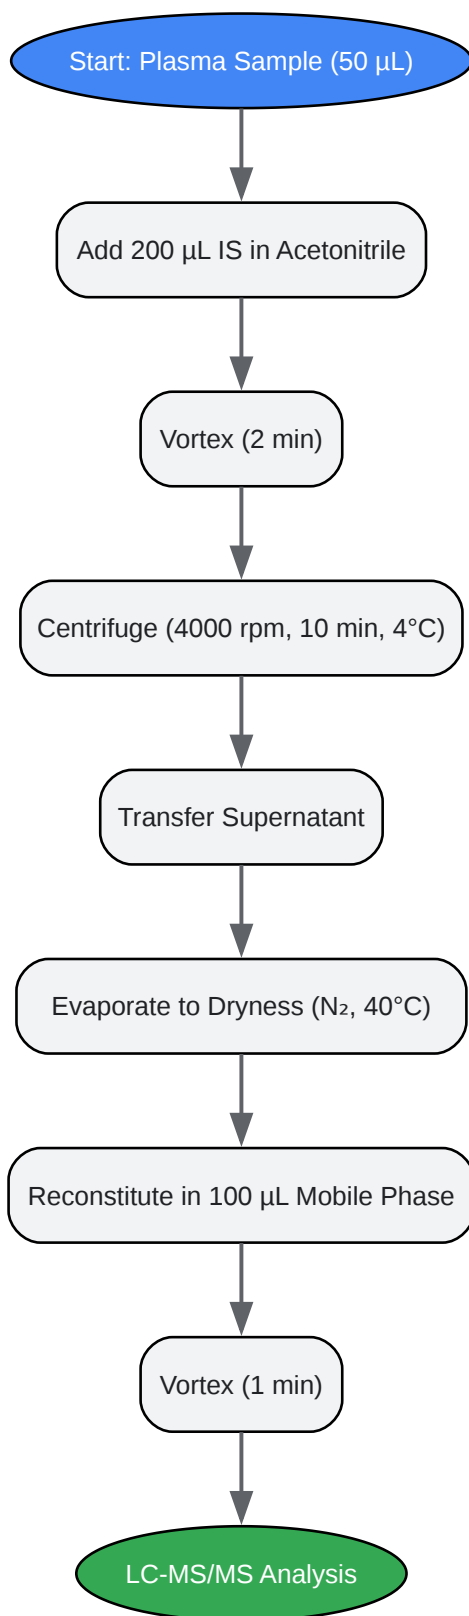 Start: Plasma Sample (50 µL)
Add 200 µL IS in Acetonitrile
Vortex (2 min)
Centrifuge (4000 rpm, 10 min, 4°C)
Transfer Supernatant
Evaporate to Dryness (N₂, 40°C)
Reconstitute in 100 µL Mobile Phase
Vortex (1 min)
LC-MS/MS Analysis